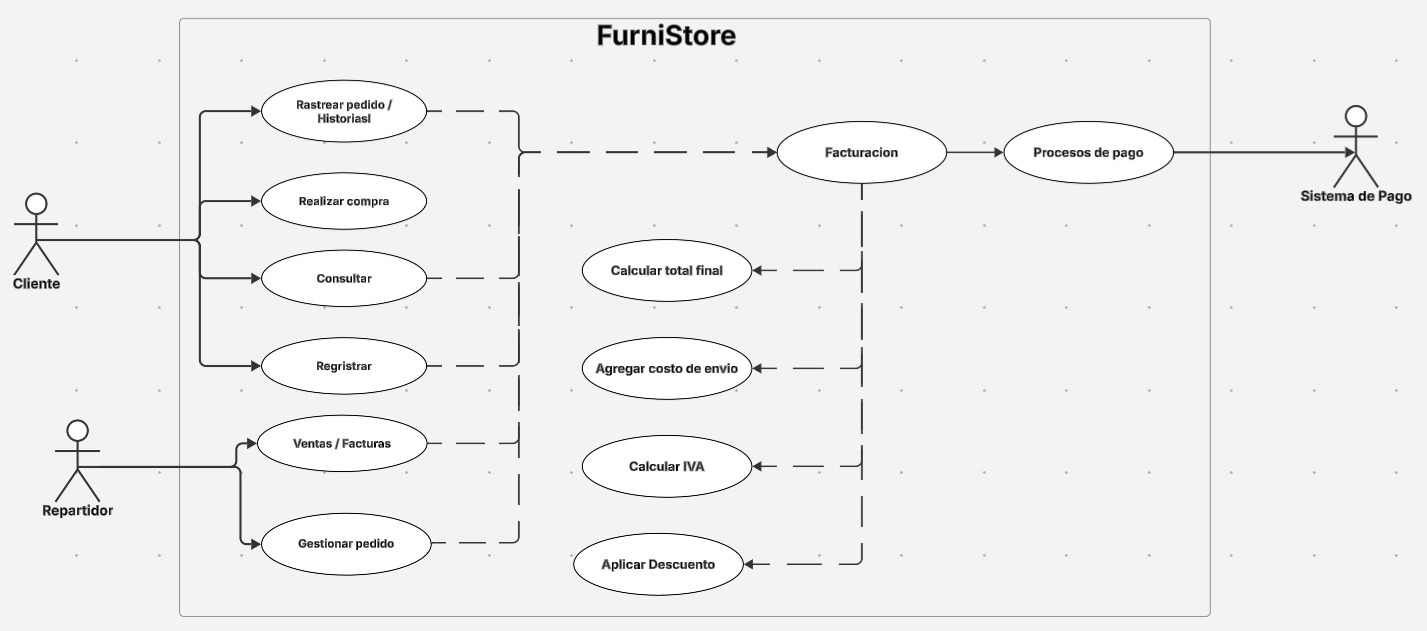 FurniStore
Rastrear pedido /
Historiasl
Facturacion
Procesos de pago
Sistema de Pago
Realizar compra
Cliente
Consultar
Calcular total final
Regristrar
Agregar costo de envio
Ventas / Facturas
Calcular IVA
Repartidor
Gestionar pedido
Aplicar Descuento